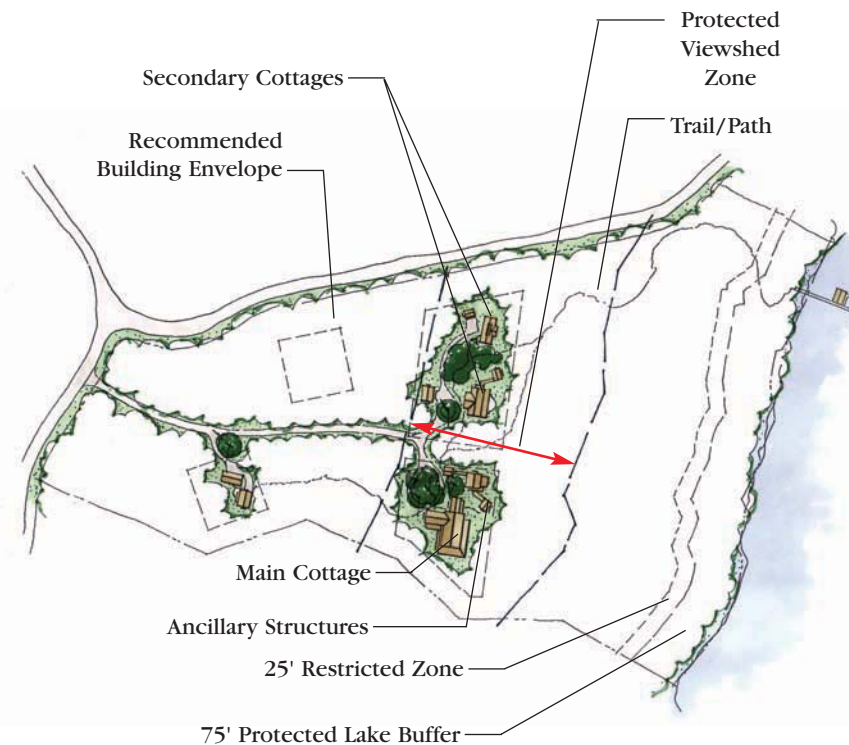 Protected
Viewshed
Zone
Secondary Cottages
Trail/Path
Recommended
Building Envelope
Main Cottage
Ancillary Structures
25' Restricted Zone
75' Protected Lake Buffer